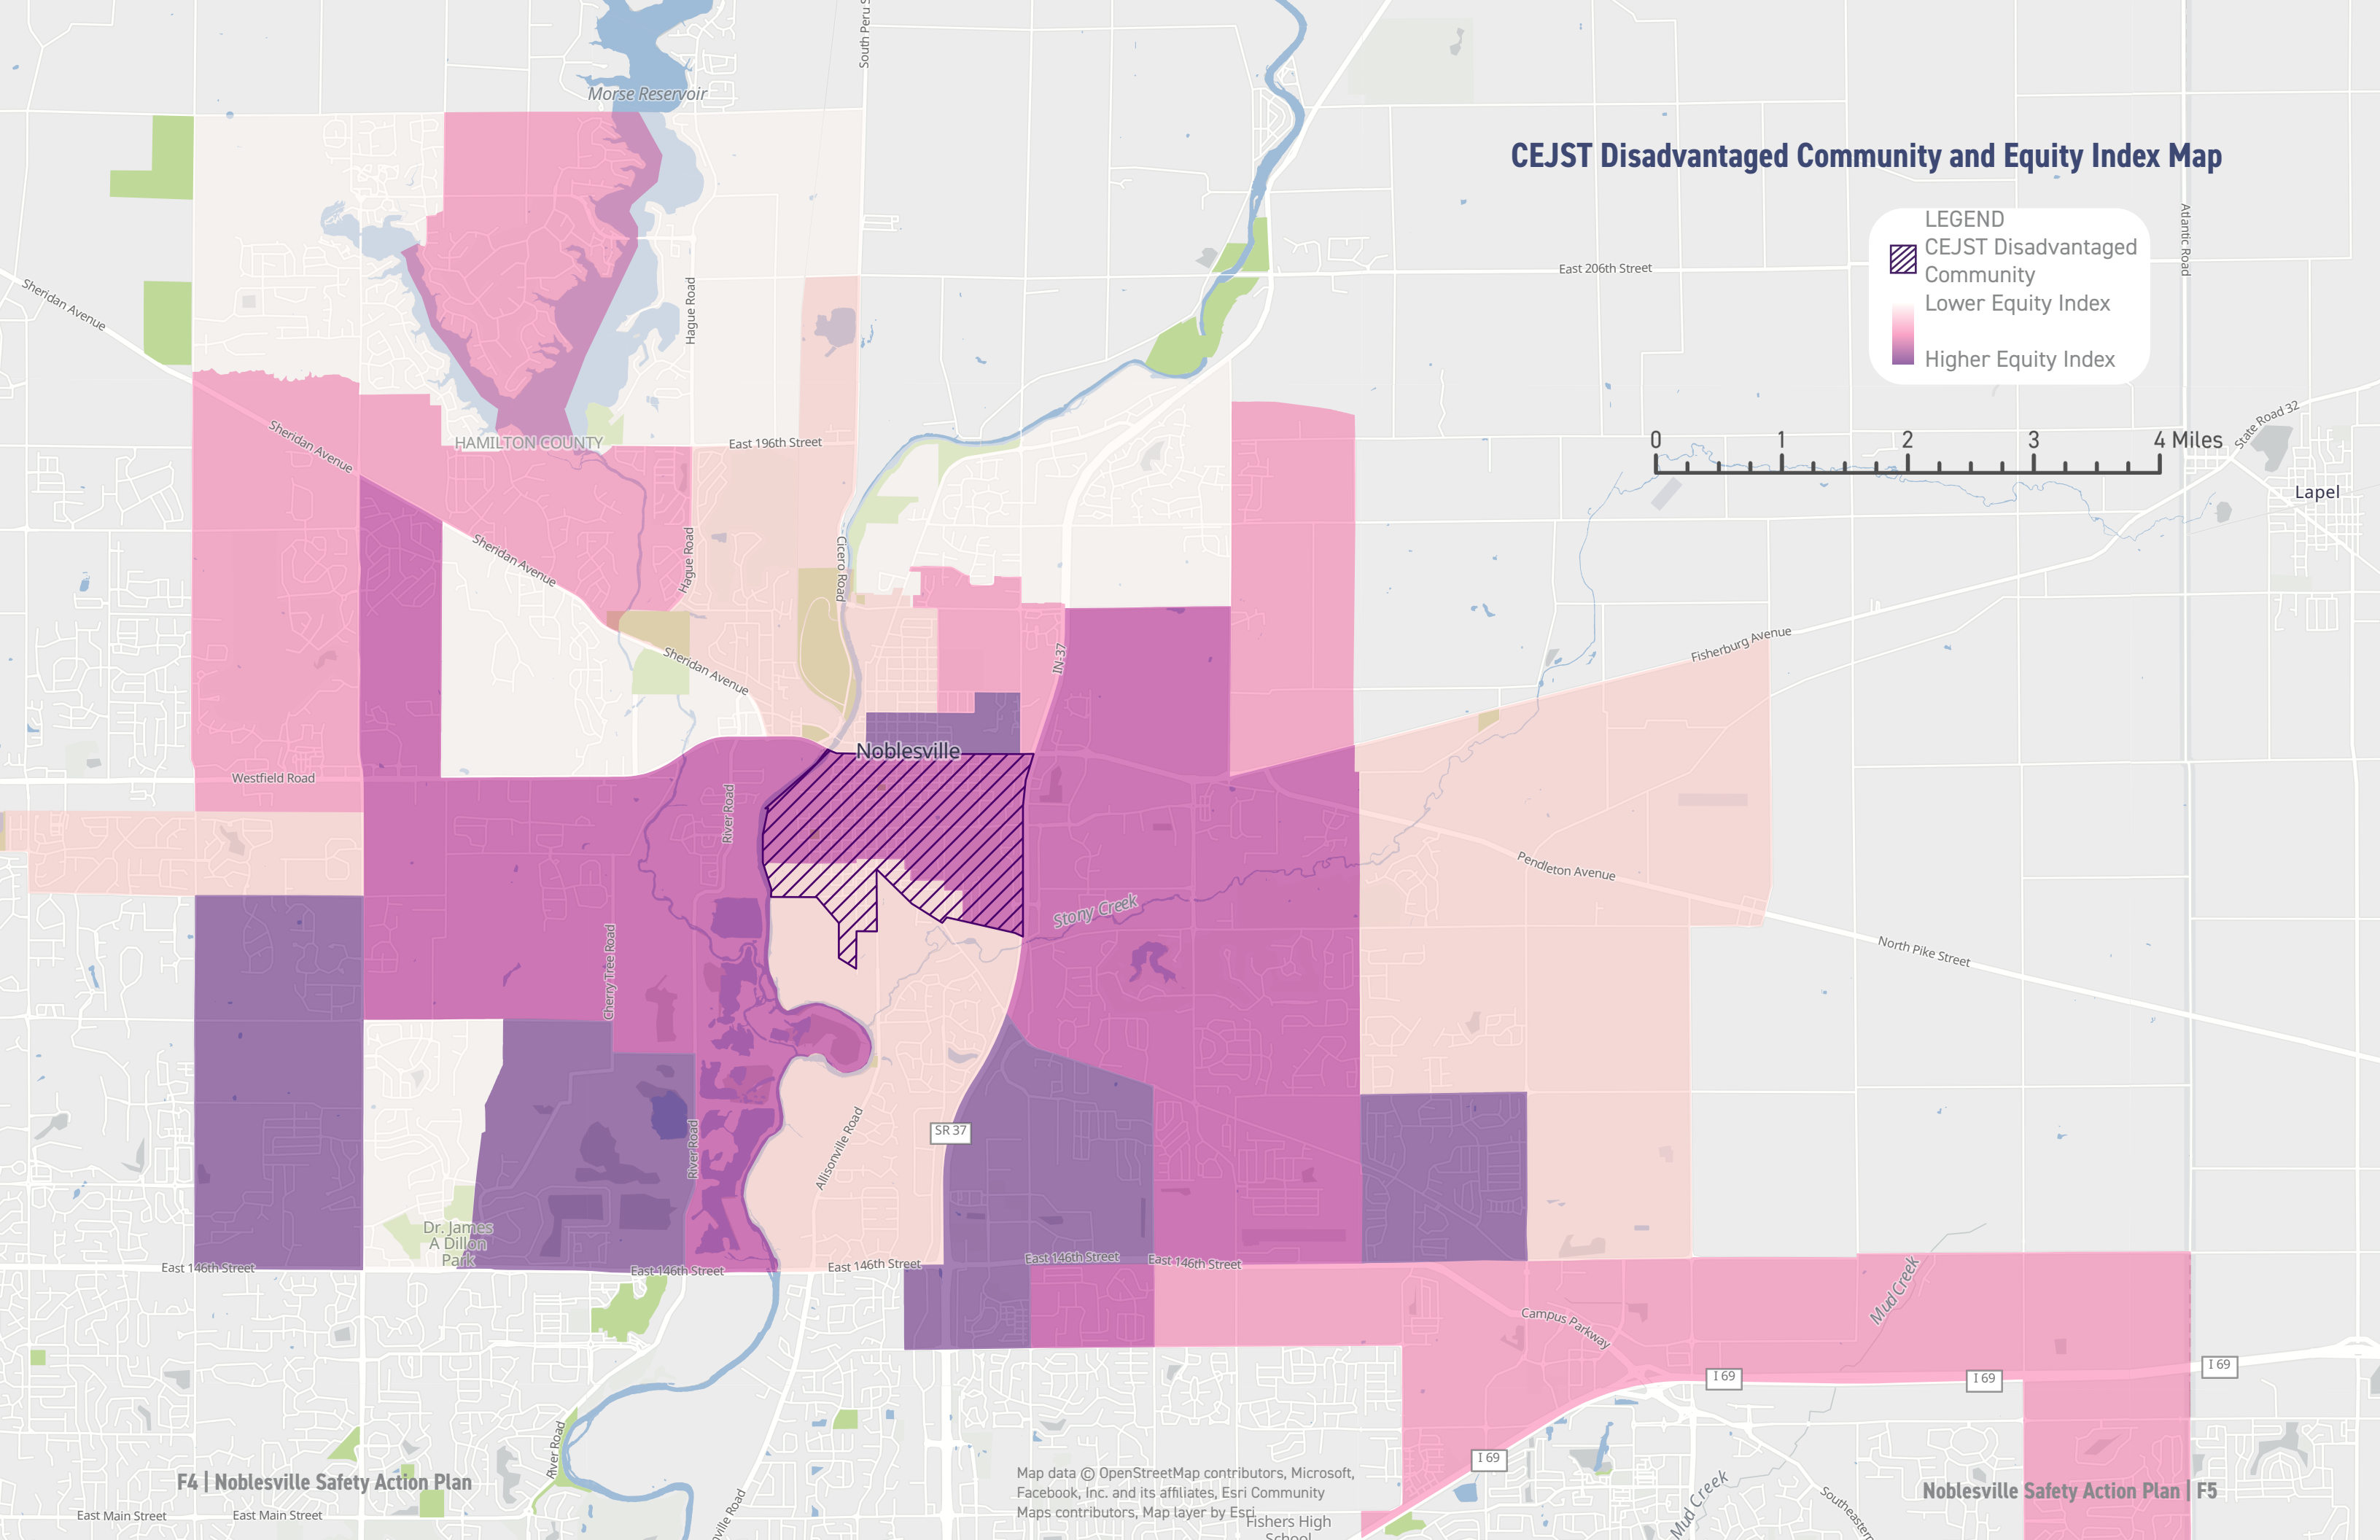 South Peru S
Morse Reservoir
CEJST Disadvantaged Community and Equity Index Map
LEGEND
CEJST Disadvantaged
Community
Lower Equity Index
Higher Equity Index
Atlantic Road
East 206th Street
Sheridan Avenue
Hague Road
0 1 2 3 4 Miles
State Road 32
Lapel
Sheridan Avenue
HAMILTON COUNTY
East 196th Street
Sheridan Avenue
Hague Road
Cicero Road
Sheridan Avenue
IN 37
Fisherburg Avenue
Noblesville
Westfield Road
River Road
Pendleton Avenue
Stony Creek
Cherry Tree Road
North Pike Street
River Road
Allisonville Road
SR 37
Dr. James
A Dillon
Park
East 146th Street
East 146th Street
East 146th Street
East 146th Street
East 146th Street
Mud Creek
Campus Parkway
I 69
I 69
I 69
I 69
River Road
F4 | Noblesville Safety Action Plan
Map data © OpenStreetMap contributors, Microsoft,
Facebook, Inc. and its affiliates, Esri Community
Maps contributors, Map layer by Esri
Noblesville Safety Action Plan | F5
East Main Street
East Main Street
nville Road
Fishers High
School
Mud Creek
Southeastern